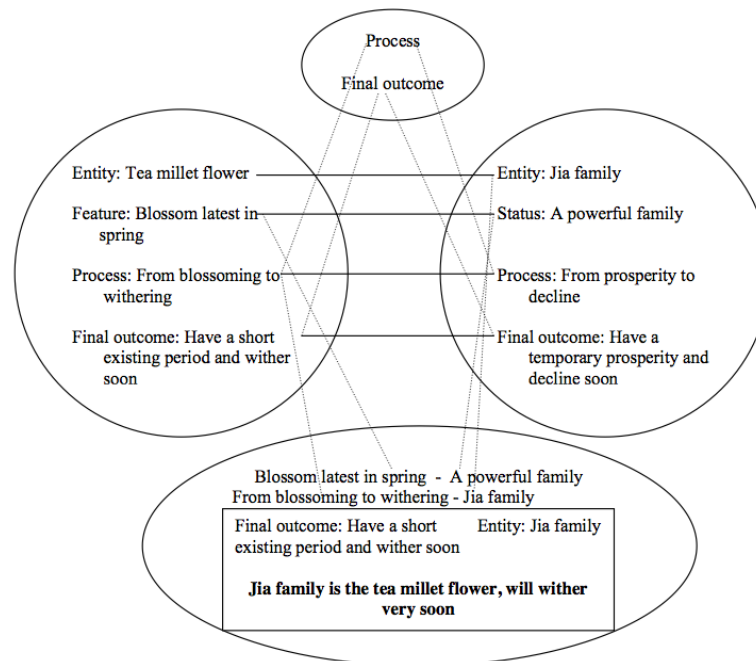 Process
Final outcome
Entity: Tea millet flower
Feature: Blossom latest in
spring
Process: From blossoming to
withering
Final outcome: Have a short
existing period and wither
soon
Entity: Jia family
Status: A powerful family
Process: From prosperity to
decline
Final outcome: Have a
temporary prosperity and
decline soon
Blossom latest in spring - A powerful family
From blossoming to withering - Jia family
Final outcome: Have a short
existing period and wither soon
Entity: Jia family
Jia family is the tea millet flower, will wither
very soon